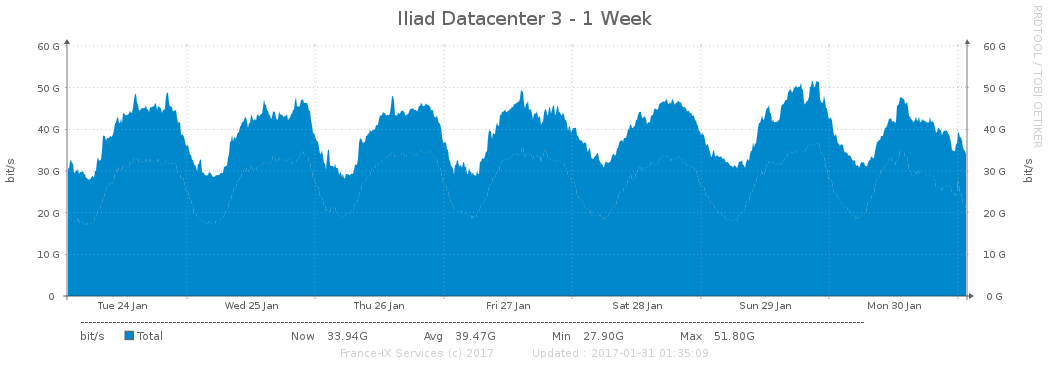 Iliad Datacenter 3 - 1 Week
RRDTOOL / TOBI OETIKER
60 G 60 G
50 G 50 G
40 G 40 G
30 G 30 G
20 G 20 G
10 G 10 G
0 0 G
bit/s
bit/s
Tue 24 Jan Wed 25 Jan Thu 26 Jan Fri 27 Jan Sat 28 Jan Sun 29 Jan Mon 30 Jan
bit/s Total Now 33.94G Avg 39.47G Min 27.90G Max 51.80G
France-IX Services (c) 2017 Updated : 2017-01-31 01:35:09